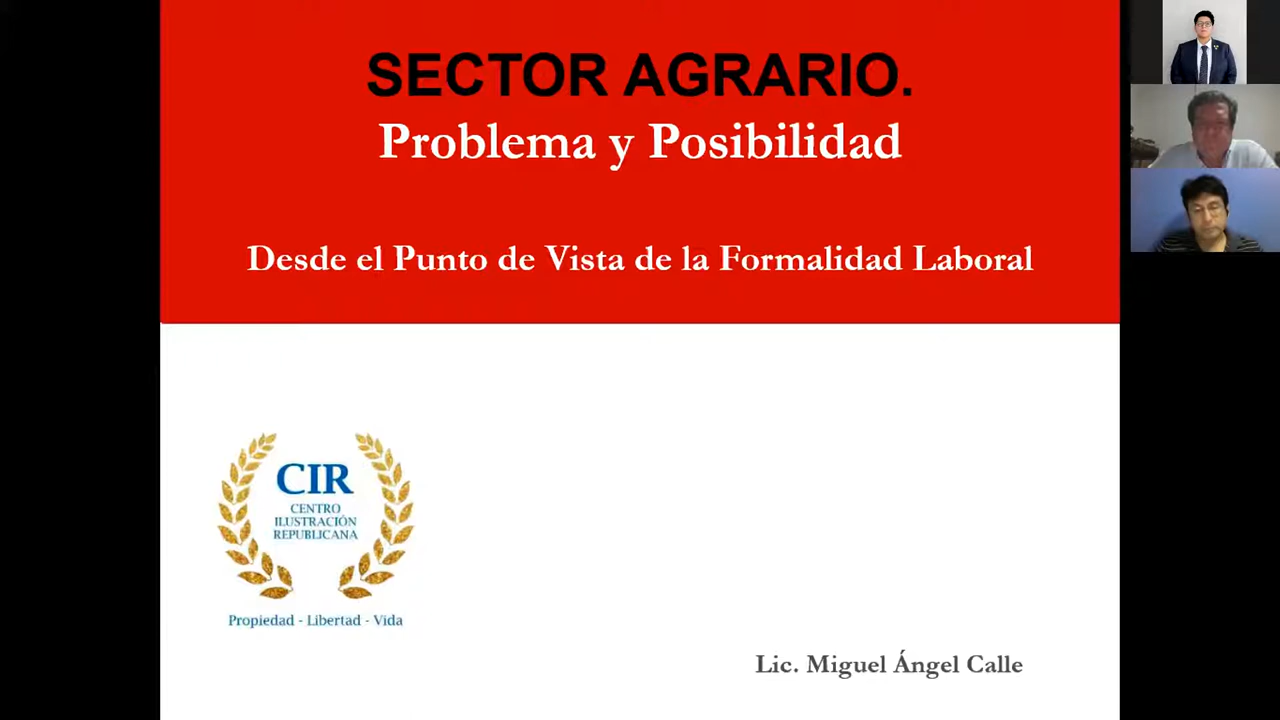 SECTOR AGRARIO.
Problema y Posibilidad
Desde el Punto de Vista de la Formalidad Laboral
CIR
CENTRO
ILUSTRACIÓN
REPUBLICANA
Propiedad - Libertad - Vida
Lic. Miguel Ángel Calle